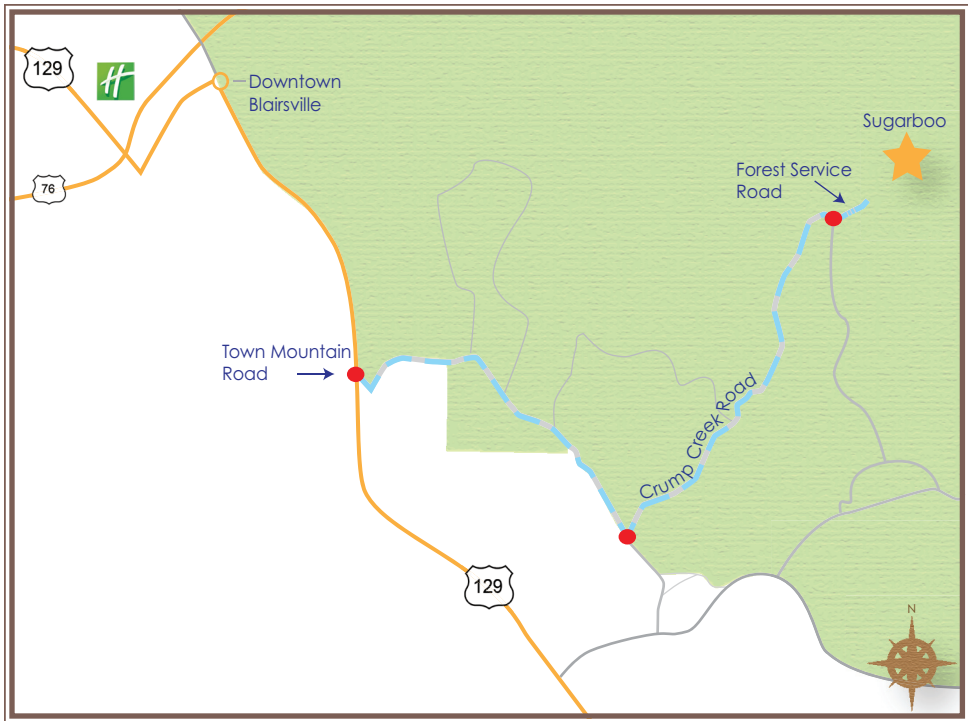 129
H
Downtown
Blairsville
Sugarboo
76
Forest Service
Road
Town Mountain
Road
Crump Creek Road
129
N